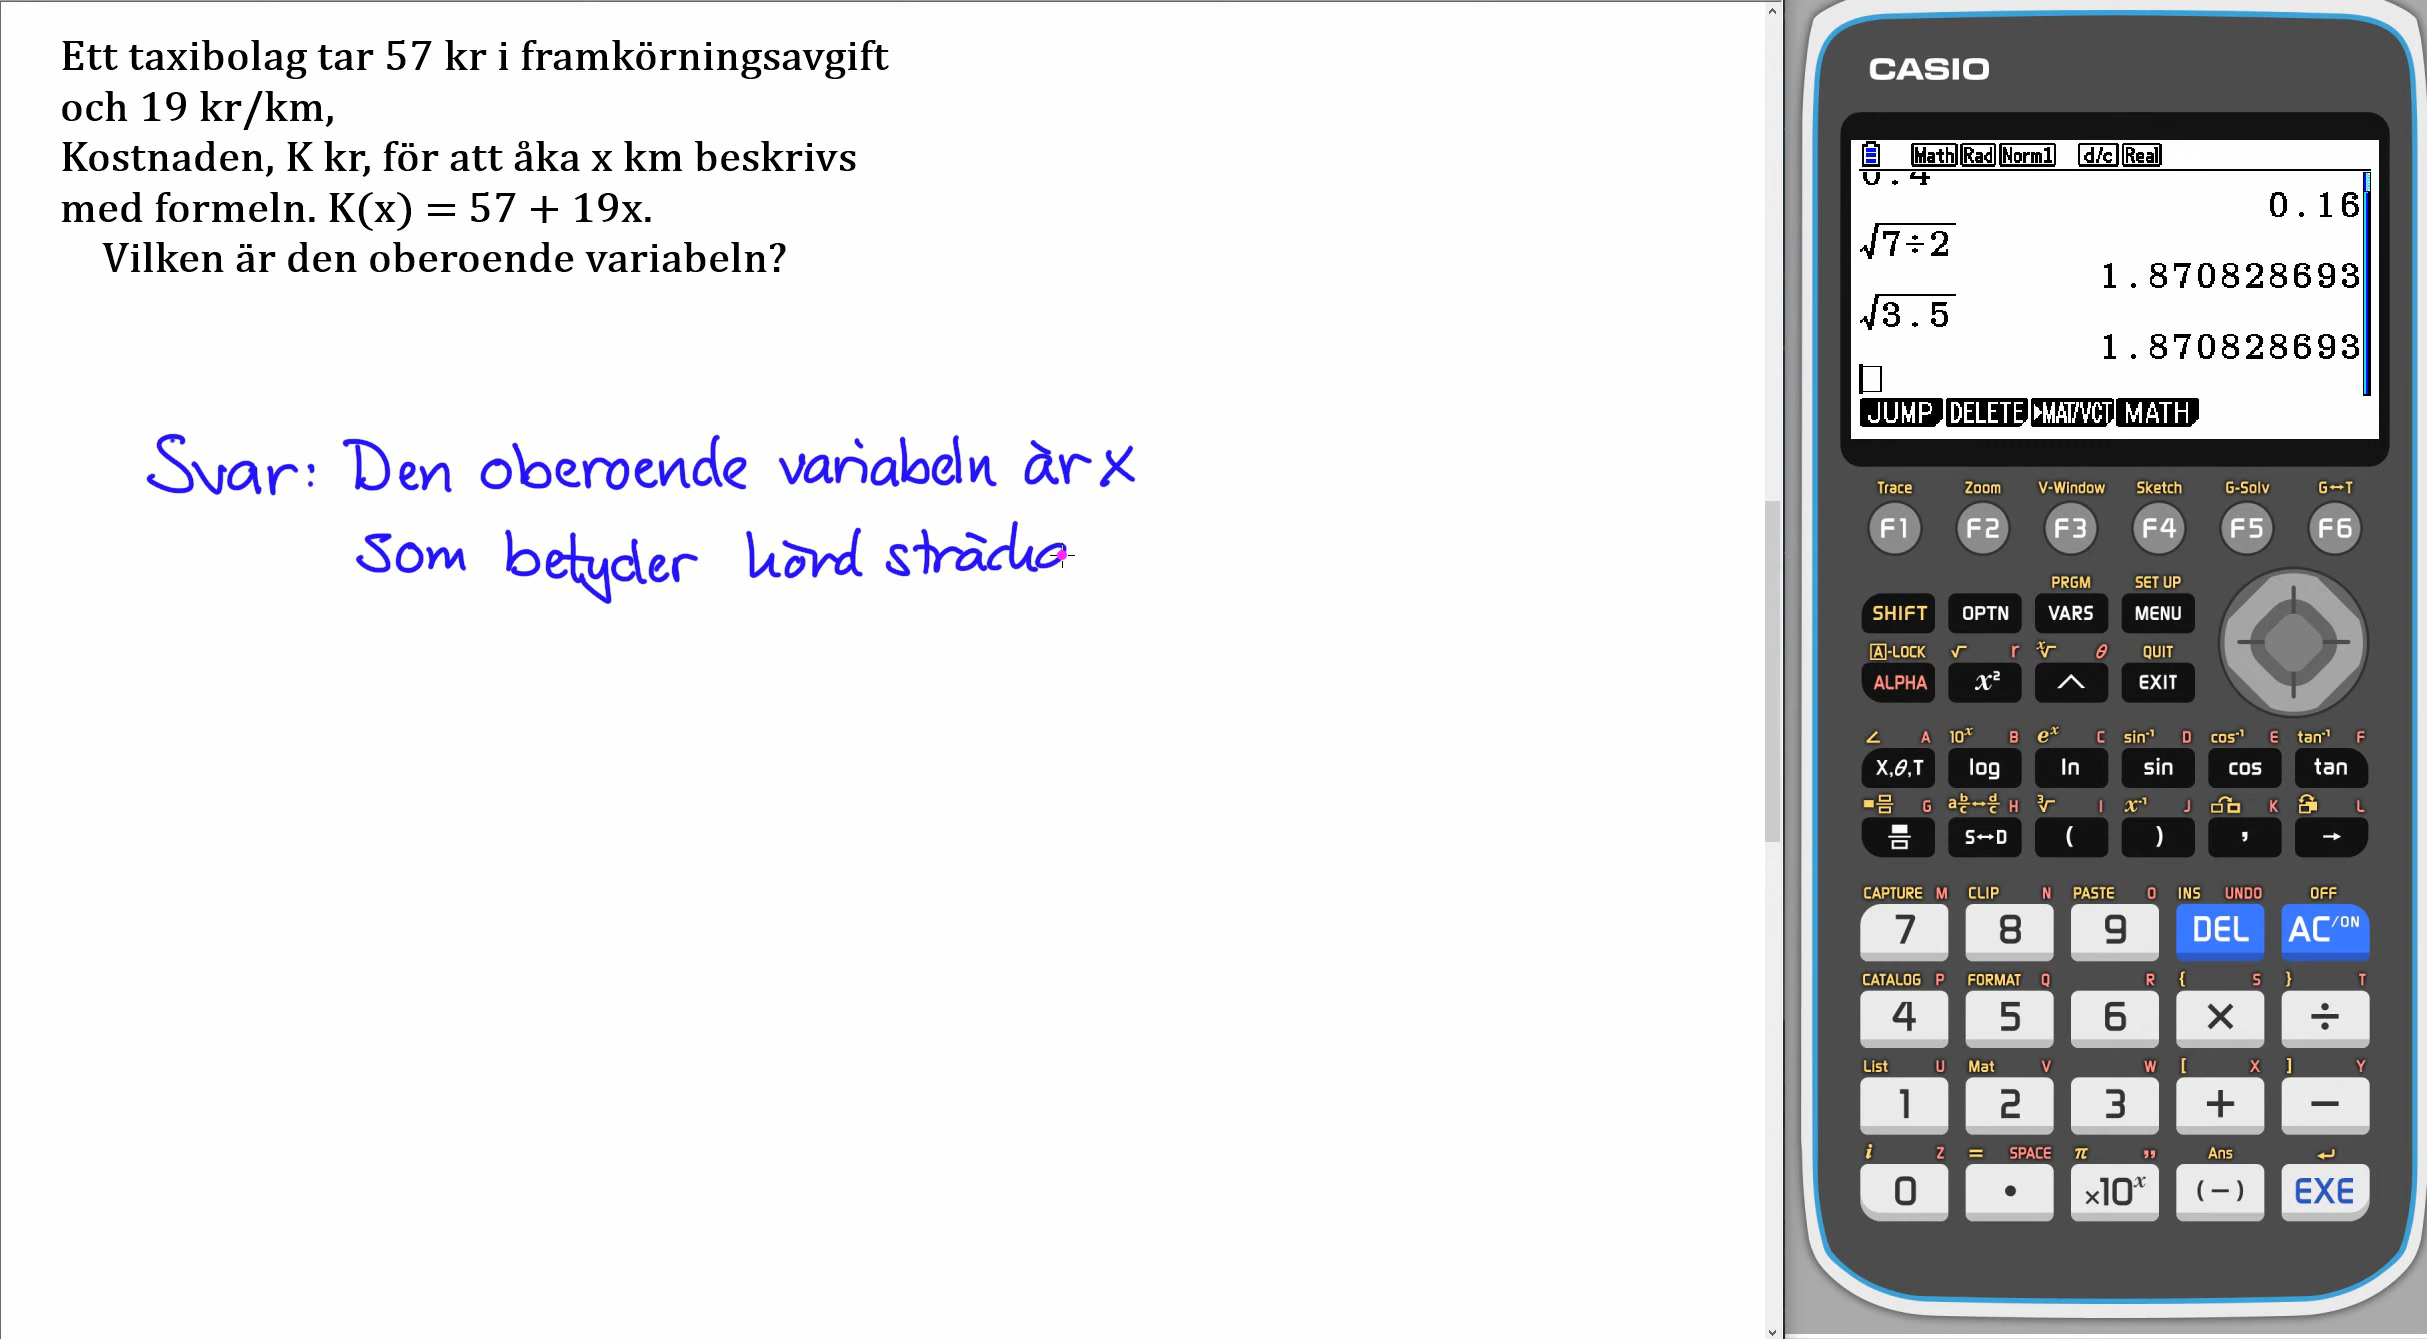 Ett taxibolag tar 57 kr i framkörningsavgift
och 19 kr/km,
Kostnaden, K kr, för att åka x km beskrivs
med formeln. K(x) = 57 + 19x.
Vilken är den oberoende variabeln?
Svar: Den oberoende variabeln är x
som betyder körd sträcka
CASIO
Math Rad Norm1 d/c Real
0.4
0.16
√7÷2
1.870828693
√3.5
1.870828693
JUMP DELETE ►MAT/VCT MATH
Trace Zoom V-Window Sketch G-Solv G↔T
F1 F2 F3 F4 F5 F6
PRGM SET UP
SHIFT OPTN VARS MENU
A-LOCK √ r ˣ√ θ QUIT
ALPHA x² ^ EXIT
∠ A 10ˣ B eˣ C sin⁻¹ D cos⁻¹ E tan⁻¹ F
X,θ,T log ln sin cos tan
G a b/c↔d/c H ³√ I x⁻¹ J K L
S↔D ( ) , →
CAPTURE M CLIP N PASTE O INS UNDO OFF
7 8 9 DEL AC/ON
CATALOG P FORMAT Q R { S } T
4 5 6 × ÷
List U Mat V W [ X ] Y
1 2 3 + −
i Z = SPACE π ” Ans ↵
0 • ×10ˣ (−) EXE